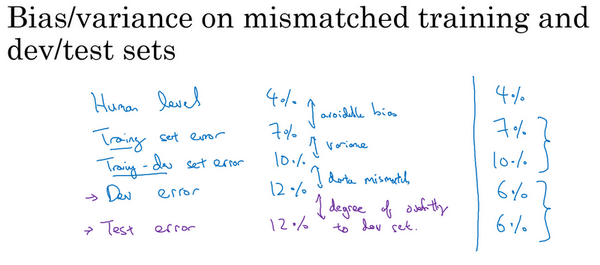 Bias/variance on mismatched training and
dev/test sets
Human level 4% 4%
avoidable bias
Training set error 7% 7%
variance
Training-dev set error 10% 10%
data mismatch
→ Dev error 12% 6%
degree of overfitting
to dev set.
→ Test error 12% 6%